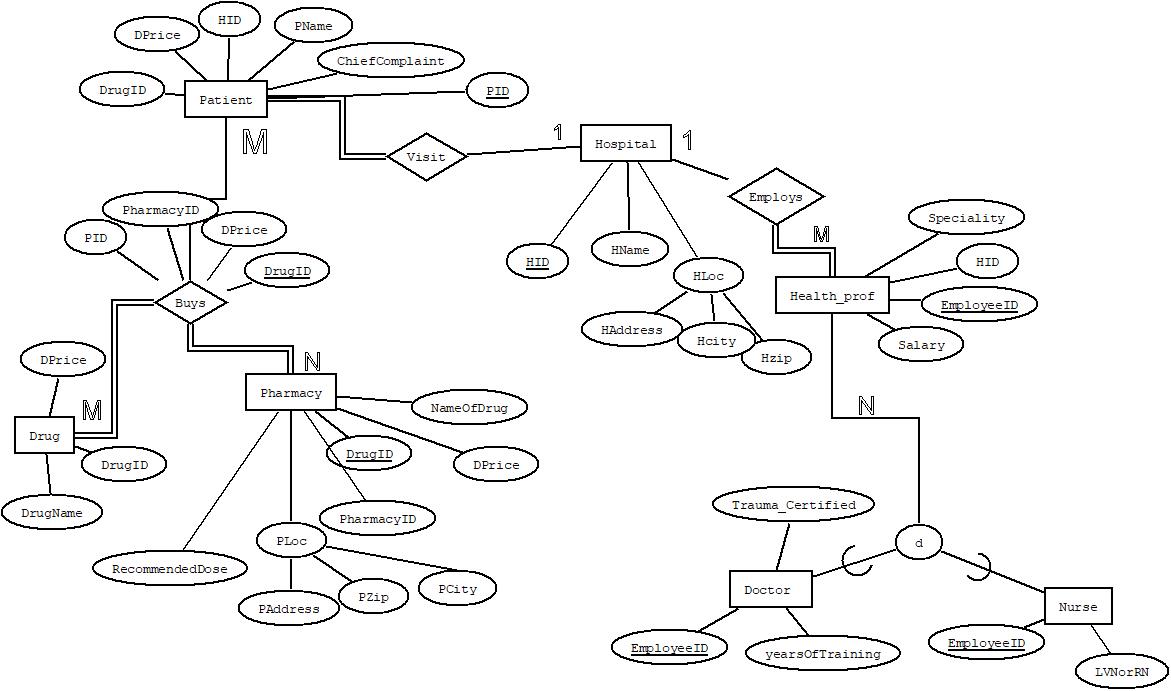 HID
PName
DPrice
ChiefComplaint
DrugID
Patient
PID
M
1
Hospital
1
Visit
Employs
PharmacyID
DPrice
PID
DrugID
Buys
HID
HName
HLoc
HAddress
Hcity
Hzip
M
Speciality
HID
Health_prof
EmployeeID
Salary
DPrice
N
Pharmacy
NameOfDrug
M
Drug
DrugID
DrugName
DrugID
DPrice
PharmacyID
RecommendedDose
PLoc
PAddress
PZip
PCity
N
Trauma_Certified
d
Doctor
Nurse
EmployeeID
yearsOfTraining
EmployeeID
LVNorRN